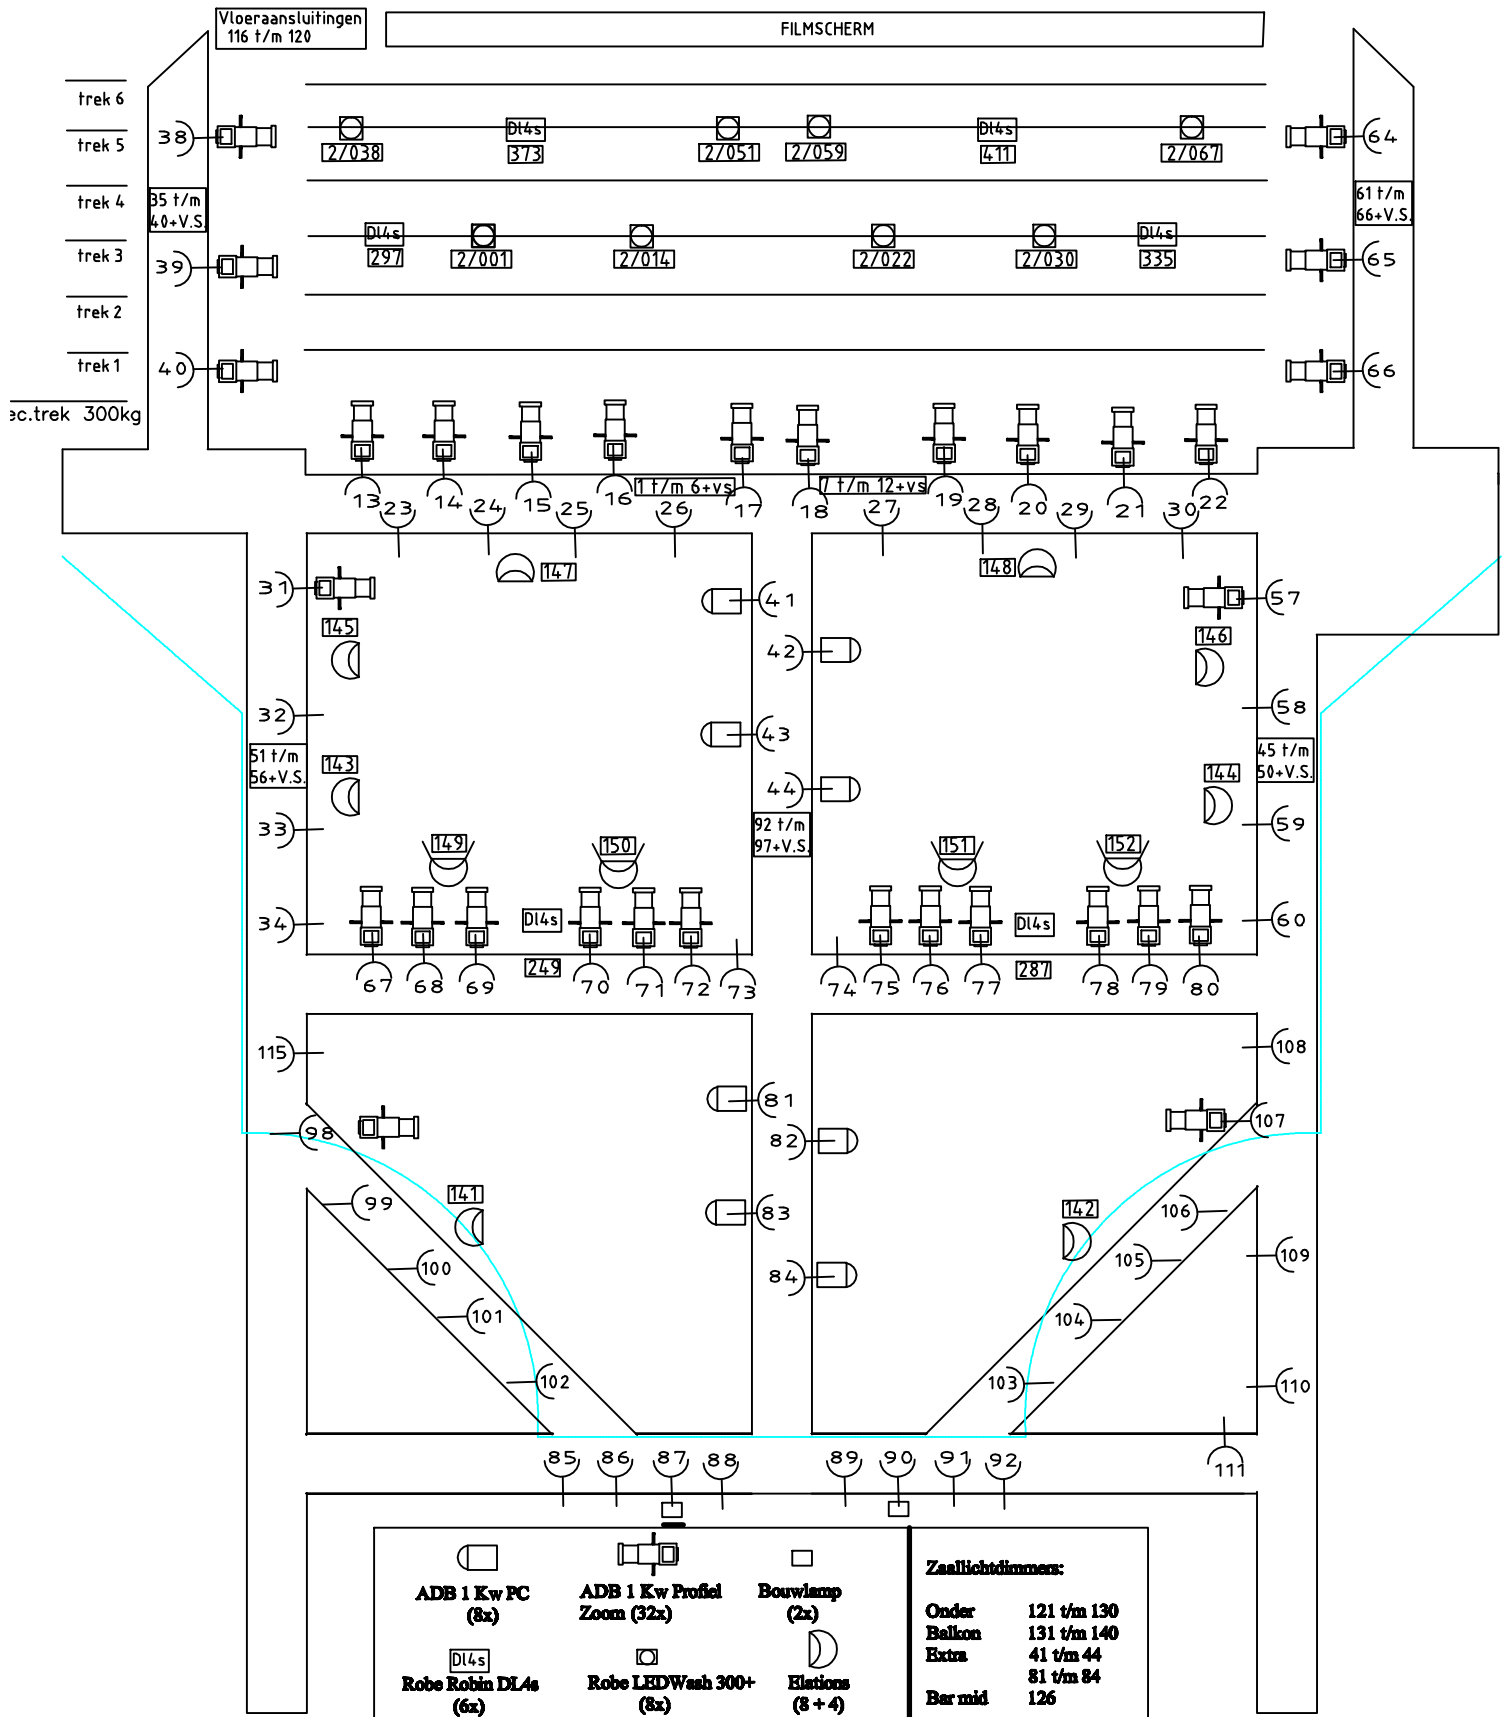 Vloeraansluitingen
116 t/m 120
FILMSCHERM
trek 6
trek 5
38
2/038
Dl4s
373
2/051
2/059
Dl4s
411
2/067
64
trek 4
35 t/m
40+V.S.
61 t/m
66+V.S.
trek 3
39
Dl4s
297
2/001
2/014
2/022
2/030
Dl4s
335
65
trek 2
trek 1
40
66
ec.trek 300kg
13
14
15
16
1 t/m 6+vs
17
18
7 t/m 12+vs
19
20
21
22
23
24
25
26
27
28
29
30
31
147
148
41
57
145
146
42
32
58
43
51 t/m
56+V.S.
143
144
45 t/m
50+V.S.
44
33
92 t/m
97+V.S.
59
149
150
151
152
34
Dl4s
Dl4s
60
67
68
69
249
70
71
72
73
74
75
76
77
287
78
79
80
115
108
81
98
82
107
99
141
83
142
106
100
84
105
109
101
104
102
103
110
85
86
87
88
89
90
91
92
111
ADB 1 Kw PC
(8x)
ADB 1 Kw Profiel
Zoom (32x)
Bouwlamp
(2x)
Dl4s
Robe Robin DL4s
(6x)
Robe LEDWash 300+
(8x)
Elations
(8 + 4)
Zaallichtdimmers:
Onder 121 t/m 130
Balkon 131 t/m 140
Extra 41 t/m 44
81 t/m 84
Bar mid 126